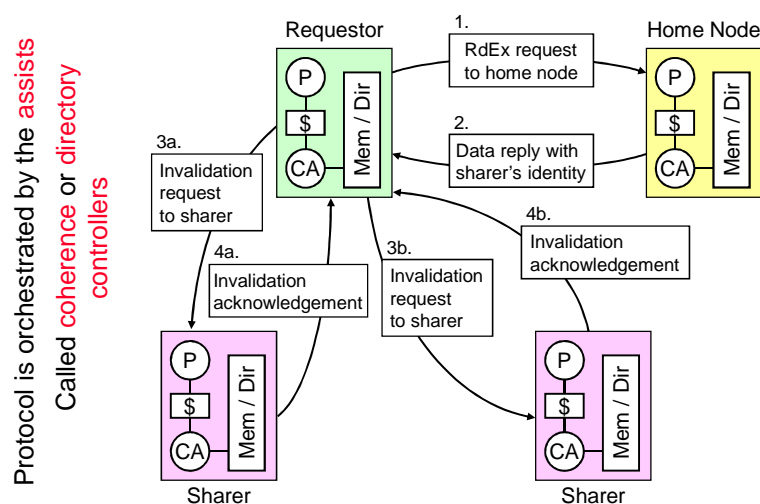 Protocol is orchestrated by the assists
Called coherence or directory
controllers
Requestor
P
$
CA
Mem / Dir
1.
RdEx request
to home node
Home Node
P
$
CA
Mem / Dir
2.
Data reply with
sharer's identity
3a.
Invalidation
request
to sharer
4a.
Invalidation
acknowledgement
3b.
Invalidation
request
to sharer
4b.
Invalidation
acknowledgement
P
$
CA
Mem / Dir
Sharer
P
$
CA
Mem / Dir
Sharer